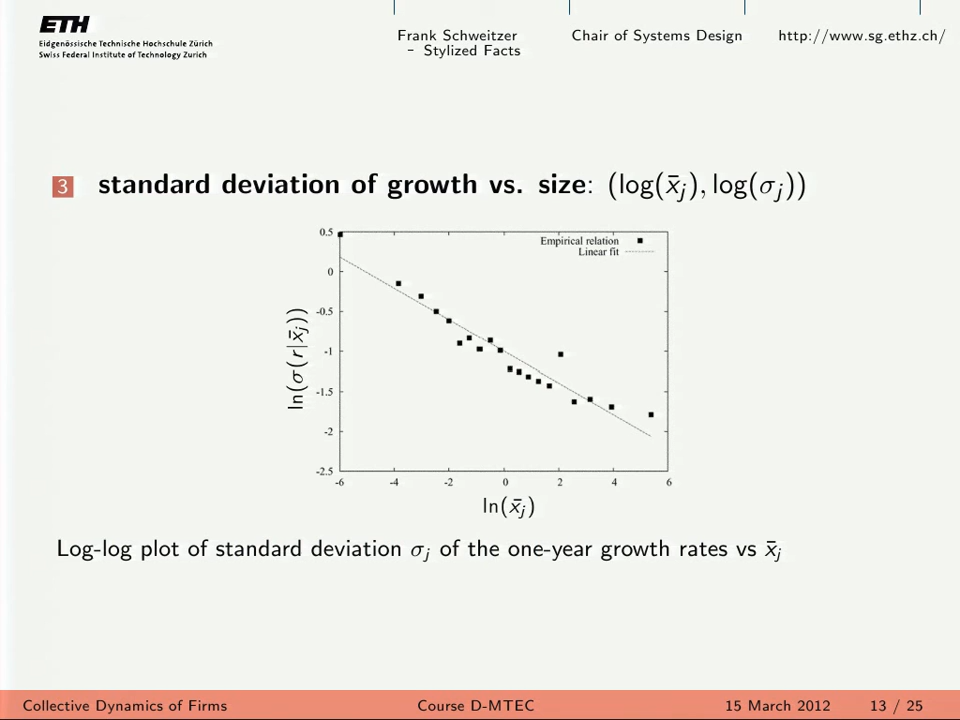 ETH
Eidgenössische Technische Hochschule Zürich
Swiss Federal Institute of Technology Zurich
Frank Schweitzer
– Stylized Facts
Chair of Systems Design
http://www.sg.ethz.ch/
3 standard deviation of growth vs. size: (log(x̄ⱼ), log(σⱼ))
Empirical relation
Linear fit
0.5
0
-0.5
-1
-1.5
-2
-2.5
ln(σ(r|x̄ⱼ))
-6 -4 -2 0 2 4 6
ln(x̄ⱼ)
Log-log plot of standard deviation σⱼ of the one-year growth rates vs x̄ⱼ
Collective Dynamics of Firms Course D-MTEC 15 March 2012 13 / 25